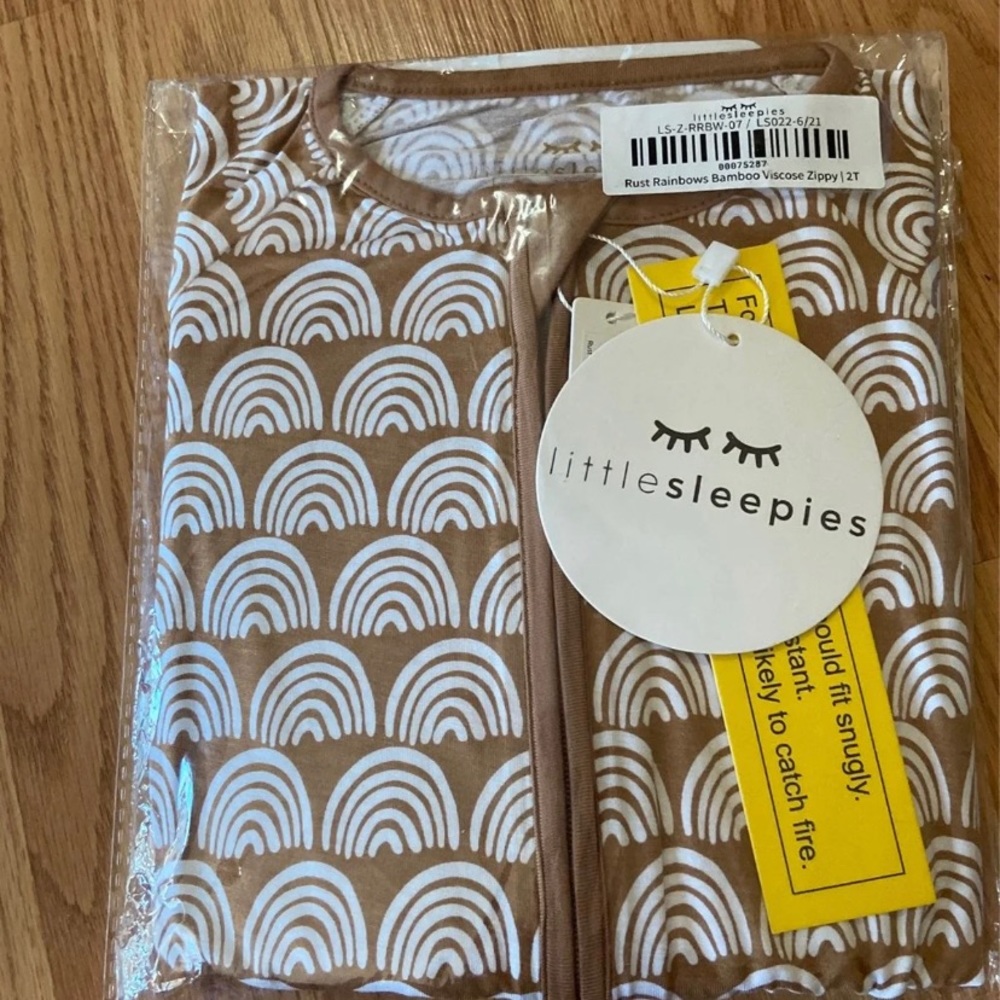 littlesleepies
LS-Z-RRBW-07 / LS022-6/21
00075287
Rust Rainbows Bamboo Viscose Zippy | 2T
littlesleepies
ould fit snugly.
stant.
ikely to catch fire.